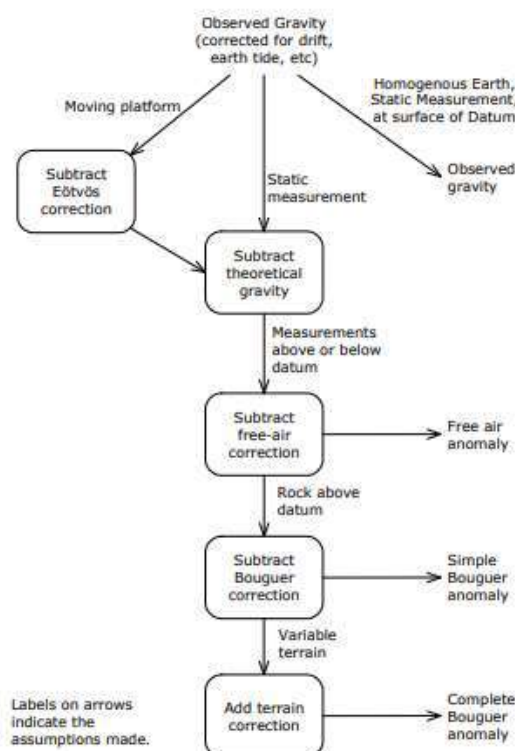 Observed Gravity
(corrected for drift,
earth tide, etc)
Homogenous Earth,
Static Measurement,
at surface of Datum
Moving platform
Subtract
Eötvös
correction
Observed
gravity
Static
measurement
Subtract
theoretical
gravity
Measurements
above or below
datum
Subtract
free-air
correction
Free air
anomaly
Rock above
datum
Subtract
Bouguer
correction
Simple
Bouguer
anomaly
Variable
terrain
Labels on arrows
indicate the
assumptions made.
Add terrain
correction
Complete
Bouguer
anomaly